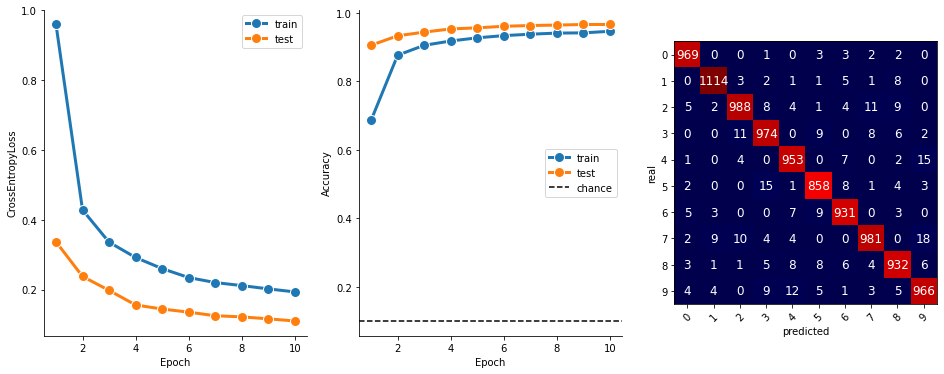 CrossEntropyLoss
1.0
0.8
0.6
0.4
0.2
2 4 6 8 10
Epoch
train
test
Accuracy
1.0
0.8
0.6
0.4
0.2
2 4 6 8 10
Epoch
train
test
chance
real
0 969 0 0 1 0 3 3 2 2 0
1 0 1114 3 2 1 1 5 1 8 0
2 5 2 988 8 4 1 4 11 9 0
3 0 0 11 974 0 9 0 8 6 2
4 1 0 4 0 953 0 7 0 2 15
5 2 0 0 15 1 858 8 1 4 3
6 5 3 0 0 7 9 931 0 3 0
7 2 9 10 4 4 0 0 981 0 18
8 3 1 1 5 8 8 6 4 932 6
9 4 4 0 9 12 5 1 3 5 966
0 1 2 3 4 5 6 7 8 9
predicted